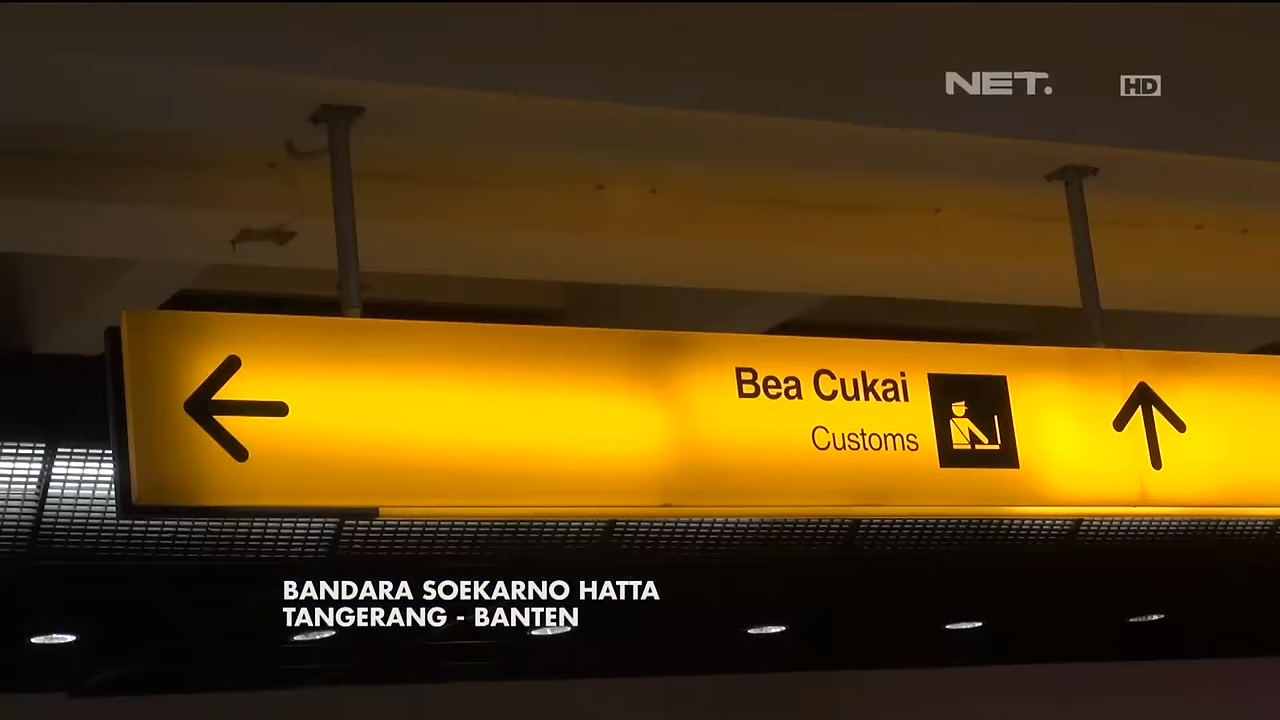 NET.
HD
Bea Cukai
Customs
BANDARA SOEKARNO HATTA
TANGERANG - BANTEN